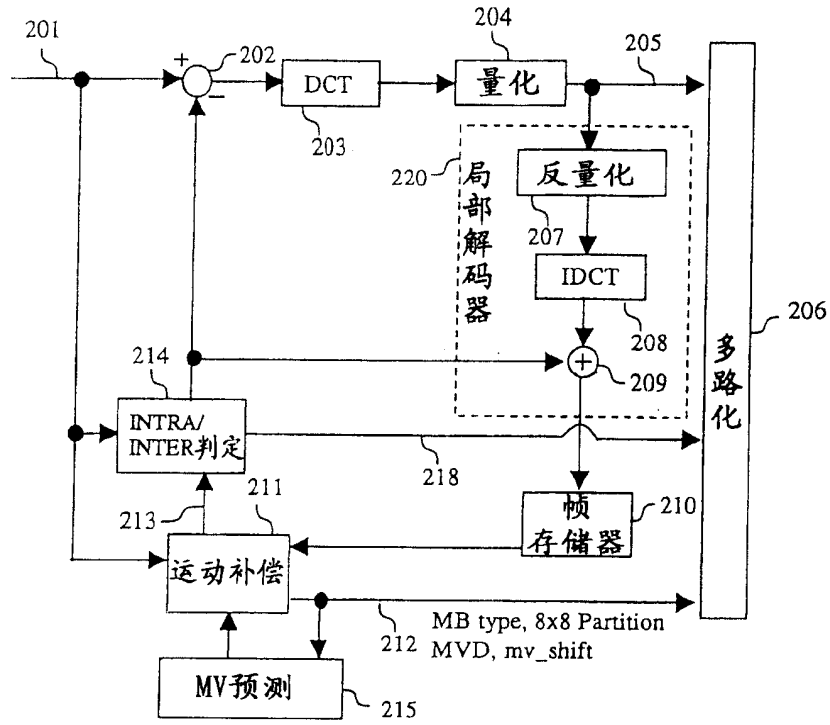 201
+
−
202
DCT
203
204
量化
205
220
局部解码器
反量化
207
IDCT
208
+
209
206
多路化
214
INTRA/
INTER判定
218
213
211
运动补偿
帧
存储器
210
212
MB type, 8x8 Partition
MVD, mv_shift
MV预测
215